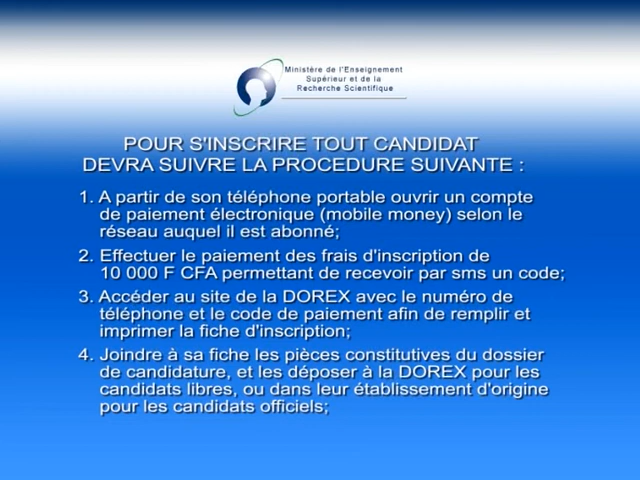 Ministère de l'Enseignement
Supérieur et de la
Recherche Scientifique
POUR S'INSCRIRE TOUT CANDIDAT
DEVRA SUIVRE LA PROCEDURE SUIVANTE :
1. A partir de son téléphone portable ouvrir un compte
de paiement électronique (mobile money) selon le
réseau auquel il est abonné;
2. Effectuer le paiement des frais d'inscription de
10 000 F CFA permettant de recevoir par sms un code;
3. Accéder au site de la DOREX avec le numéro de
téléphone et le code de paiement afin de remplir et
imprimer la fiche d'inscription;
4. Joindre à sa fiche les pièces constitutives du dossier
de candidature, et les déposer à la DOREX pour les
candidats libres, ou dans leur établissement d'origine
pour les candidats officiels;